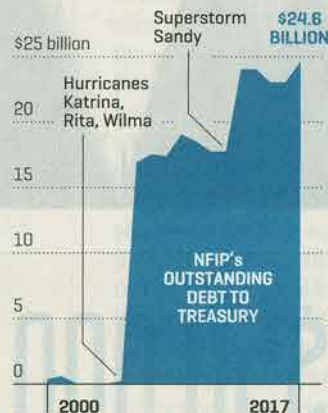 Superstorm
Sandy
$24.6
BILLION
$25 billion
Hurricanes
Katrina,
Rita, Wilma
20
15
10
5
0
NFIP's
OUTSTANDING
DEBT TO
TREASURY
2000
2017